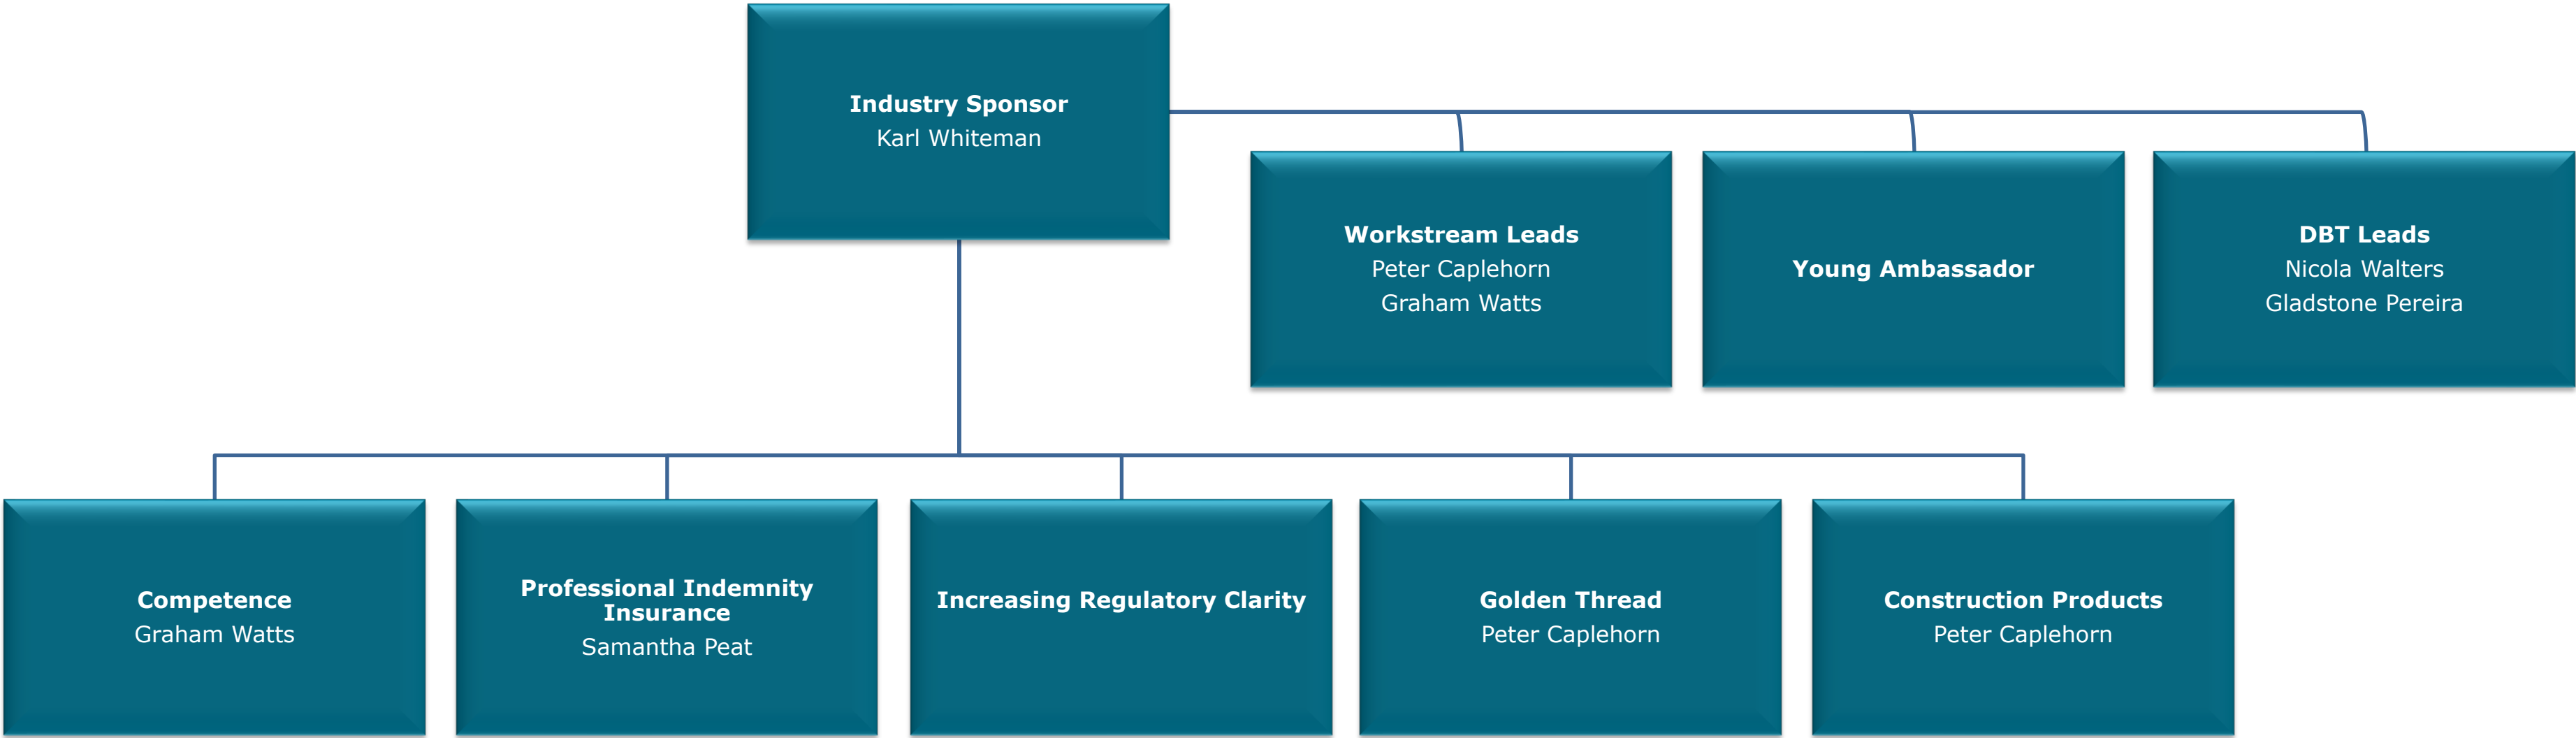 Industry Sponsor
Karl Whiteman
Workstream Leads
Peter Caplehorn
Graham Watts
Young Ambassador
DBT Leads
Nicola Walters
Gladstone Pereira
Competence
Graham Watts
Professional Indemnity
Insurance
Samantha Peat
Increasing Regulatory Clarity
Golden Thread
Peter Caplehorn
Construction Products
Peter Caplehorn